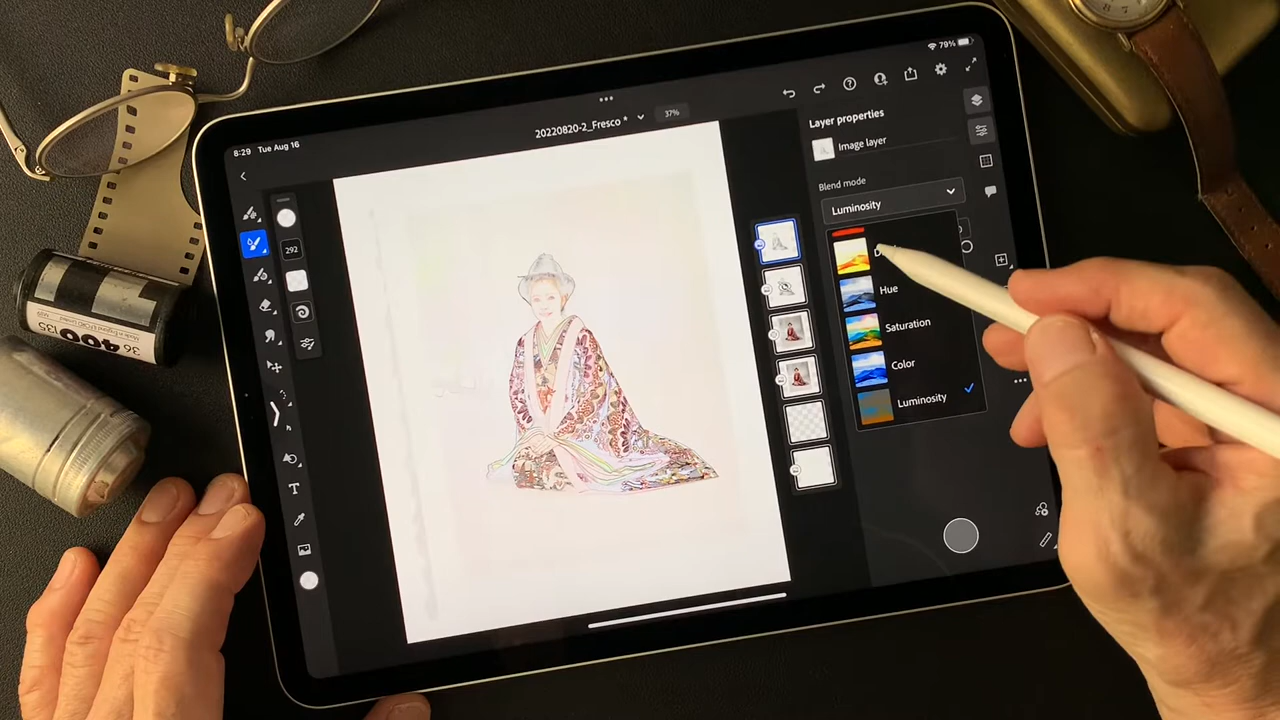 8:29 Tue Aug 16
20220820-2_Fresco *
37%
79%
Layer properties
Image layer
Blend mode
Luminosity
Hue
Saturation
Color
Luminosity
292
T
400
36
135